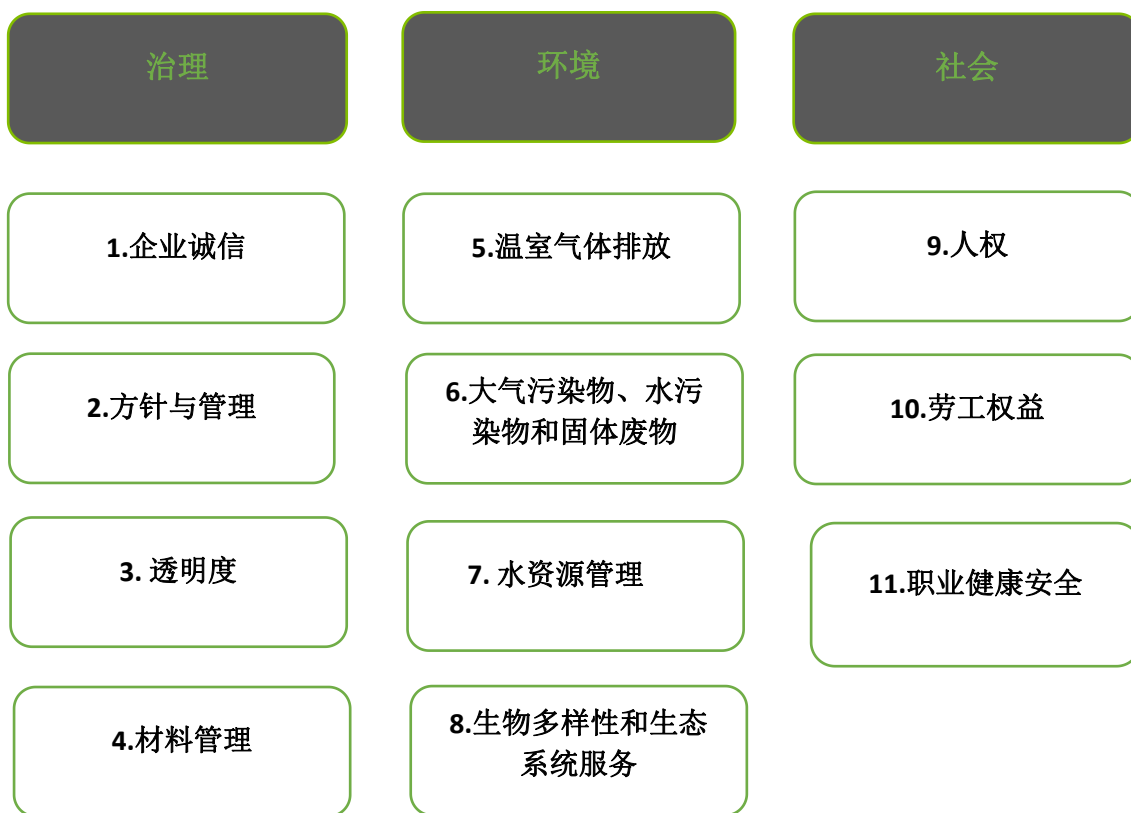 治理
环境
社会
1.企业诚信
5.温室气体排放
9.人权
2.方针与管理
6.大气污染物、水污
染物和固体废物
10.劳工权益
3. 透明度
7. 水资源管理
11.职业健康安全
4.材料管理
8.生物多样性和生态
系统服务